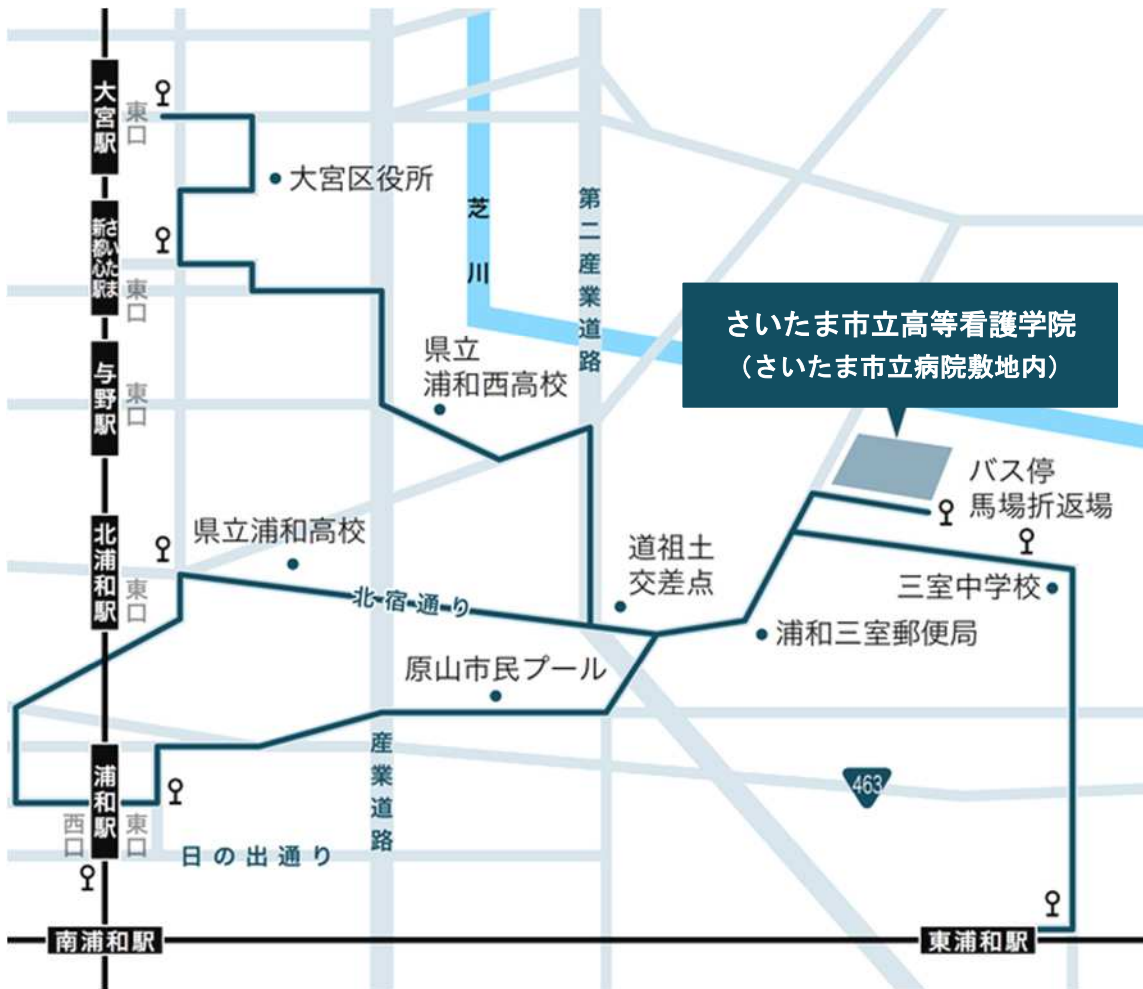 大宮駅
東口
大宮区役所
芝川
第二産業道路
さいたま
新都心駅
東口
さいたま市立高等看護学院
（さいたま市立病院敷地内）
県立
浦和西高校
与野駅
東口
バス停
馬場折返場
北浦和駅
東口
県立浦和高校
北宿通り
道祖土
交差点
三室中学校
浦和三室郵便局
原山市民プール
産業道路
463
浦和駅
西口
東口
日の出通り
南浦和駅
東浦和駅